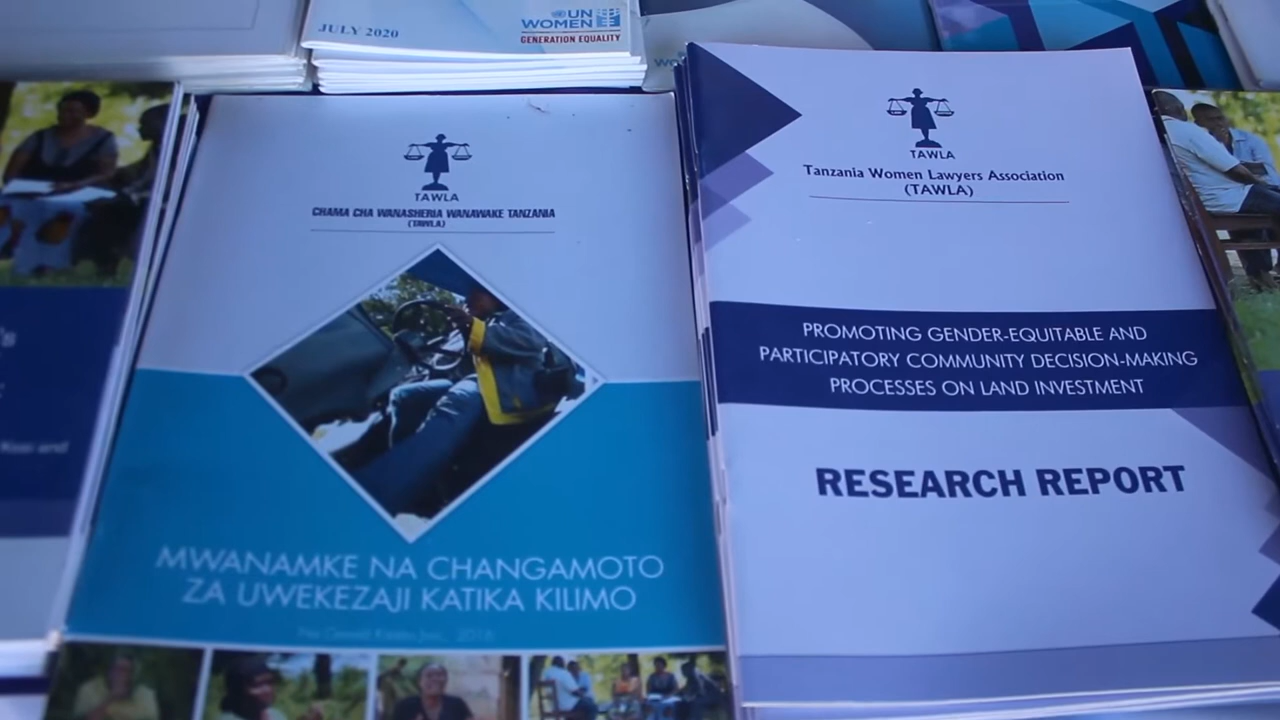 JULY 2020
UN
WOMEN
GENERATION EQUALITY
TAWLA
CHAMA CHA WANASHERIA WANAWAKE TANZANIA
(TAWLA)
MWANAMKE NA CHANGAMOTO
ZA UWEKEZAJI KATIKA KILIMO
TAWLA
Tanzania Women Lawyers Association
(TAWLA)
PROMOTING GENDER-EQUITABLE AND
PARTICIPATORY COMMUNITY DECISION-MAKING
PROCESSES ON LAND INVESTMENT
RESEARCH REPORT